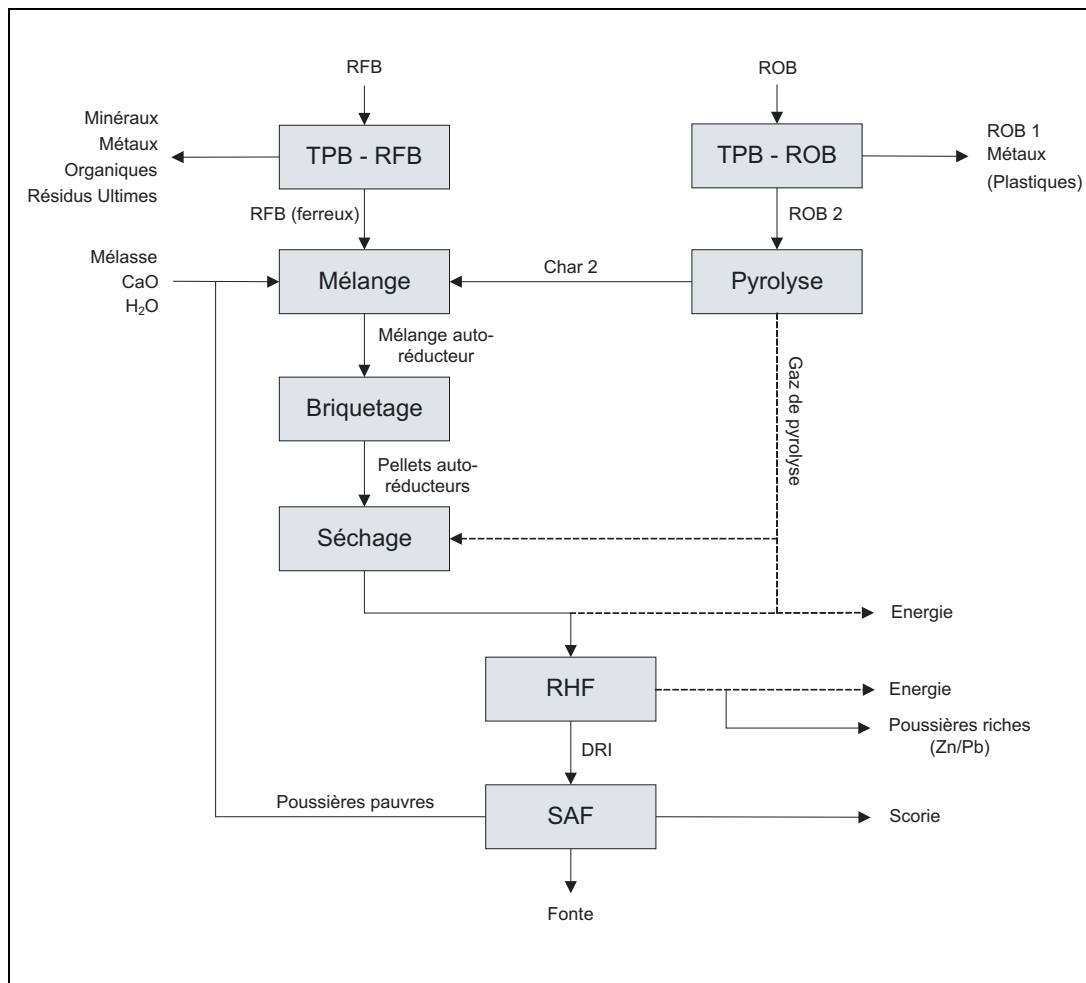 RFB
ROB
Minéraux
Métaux
Organiques
Résidus Ultimes
TPB - RFB
TPB - ROB
ROB 1
Métaux
(Plastiques)
RFB (ferreux)
ROB 2
Mélasse
CaO
H₂O
Mélange
Char 2
Pyrolyse
Mélange auto-
réducteur
Gaz de pyrolyse
Briquetage
Pellets auto-
réducteurs
Séchage
Energie
RHF
Energie
Poussières riches
(Zn/Pb)
DRI
Poussières pauvres
SAF
Scorie
Fonte